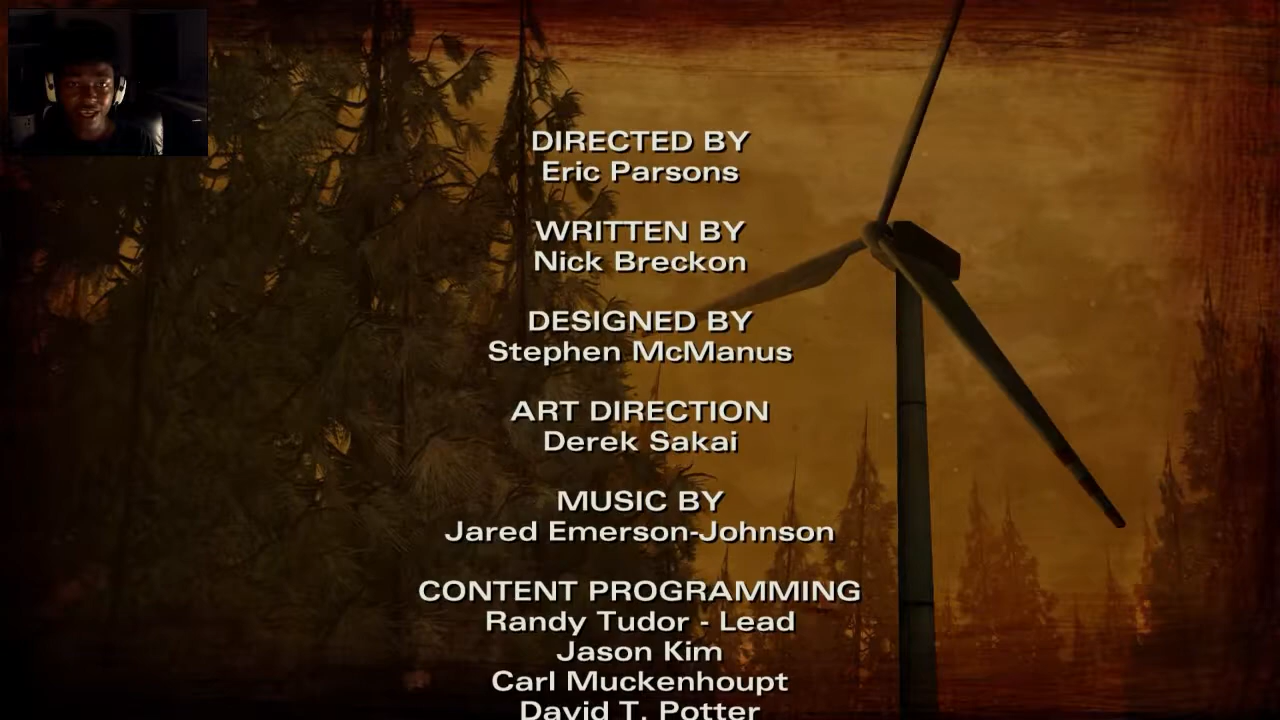 DIRECTED BY
Eric Parsons
WRITTEN BY
Nick Breckon
DESIGNED BY
Stephen McManus
ART DIRECTION
Derek Sakai
MUSIC BY
Jared Emerson-Johnson
CONTENT PROGRAMMING
Randy Tudor - Lead
Jason Kim
Carl Muckenhoupt
David T. Potter